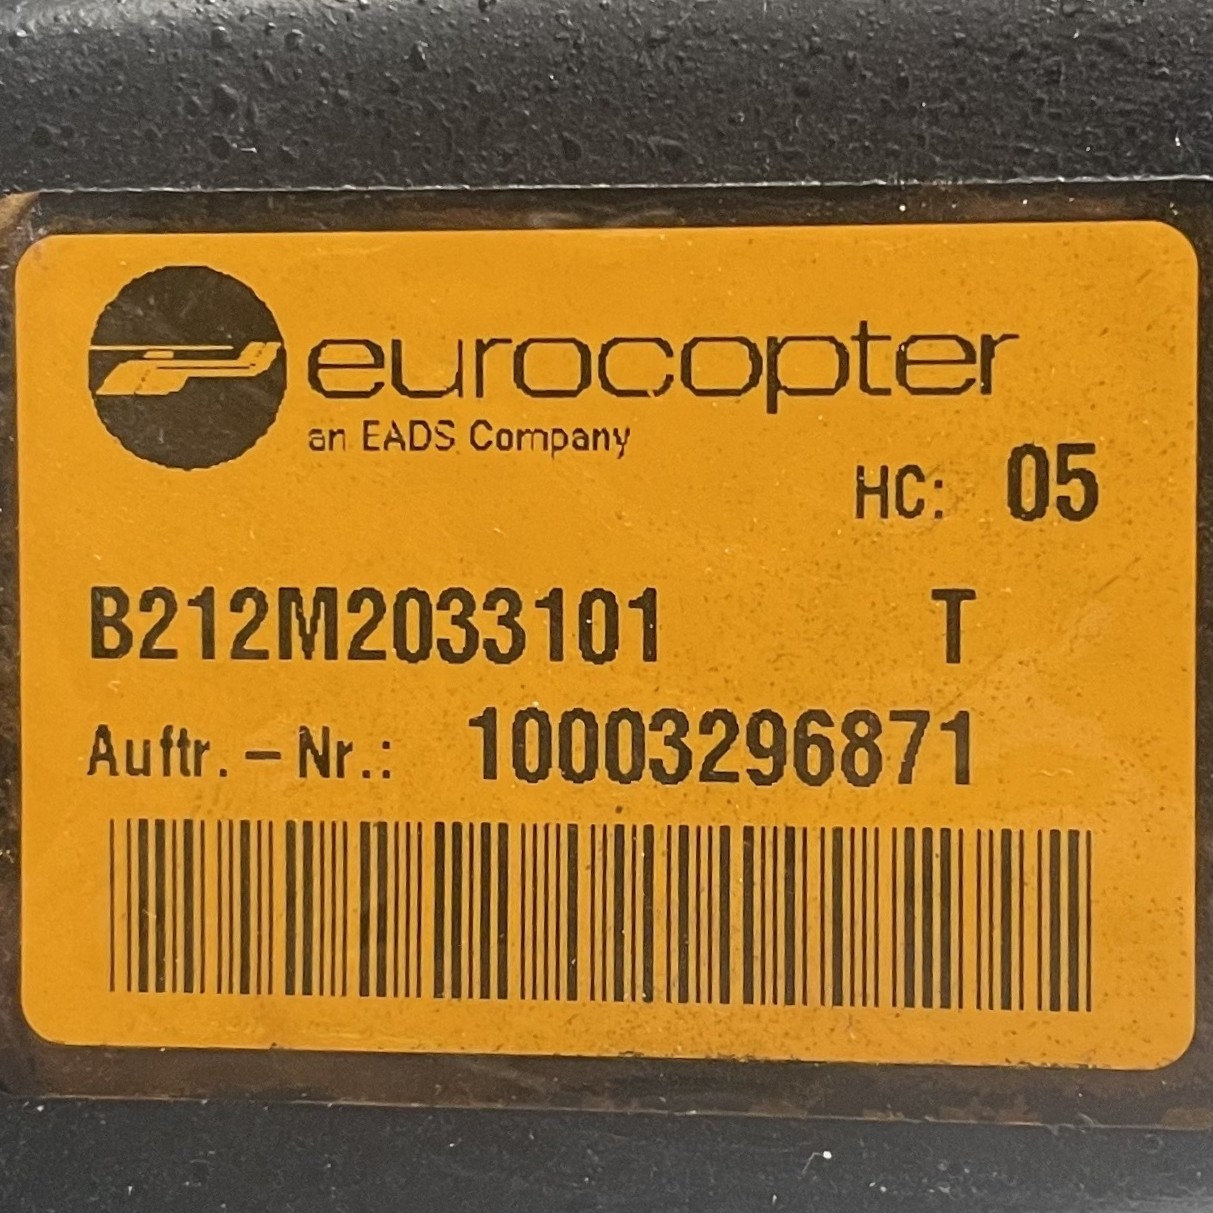 eurocopter
an EADS Company
HC: 05
B212M2033101 T
Auftr. - Nr.: 10003296871